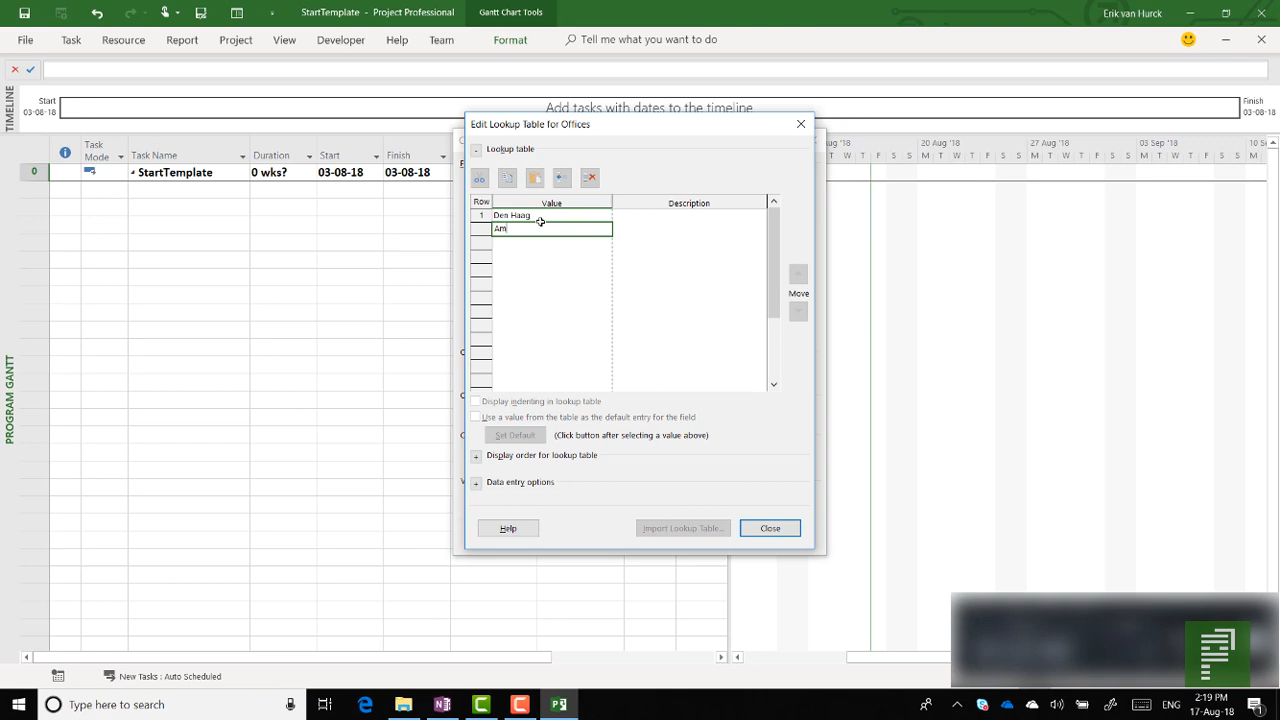 StartTemplate - Project Professional
Gantt Chart Tools
Erik van Hurck
File Task Resource Report Project View Developer Help Team Format Tell me what you want to do
TIMELINE
Start
03-08-18
Add tasks with dates to the timeline
Finish
03-08-18
Task Mode
Task Name
Duration
Start
Finish
0 StartTemplate 0 wks? 03-08-18 03-08-18
PROGRAM GANTT
Edit Lookup Table for Offices
Lookup table
Row Value Description
1 Den Haag
Am
Move
Display indenting in lookup table
Use a value from the table as the default entry for the field
Set Default (Click button after selecting a value above)
Display order for lookup table
Data entry options
Help Import Lookup Table... Close
ug '18 20 Aug '18 27 Aug '18 03 Sep '18 10 S
T W T F S S M T W T F S S M T W T F S S M T W T F S S M
New Tasks : Auto Scheduled
Type here to search
ENG
2:19 PM
17-Aug-18